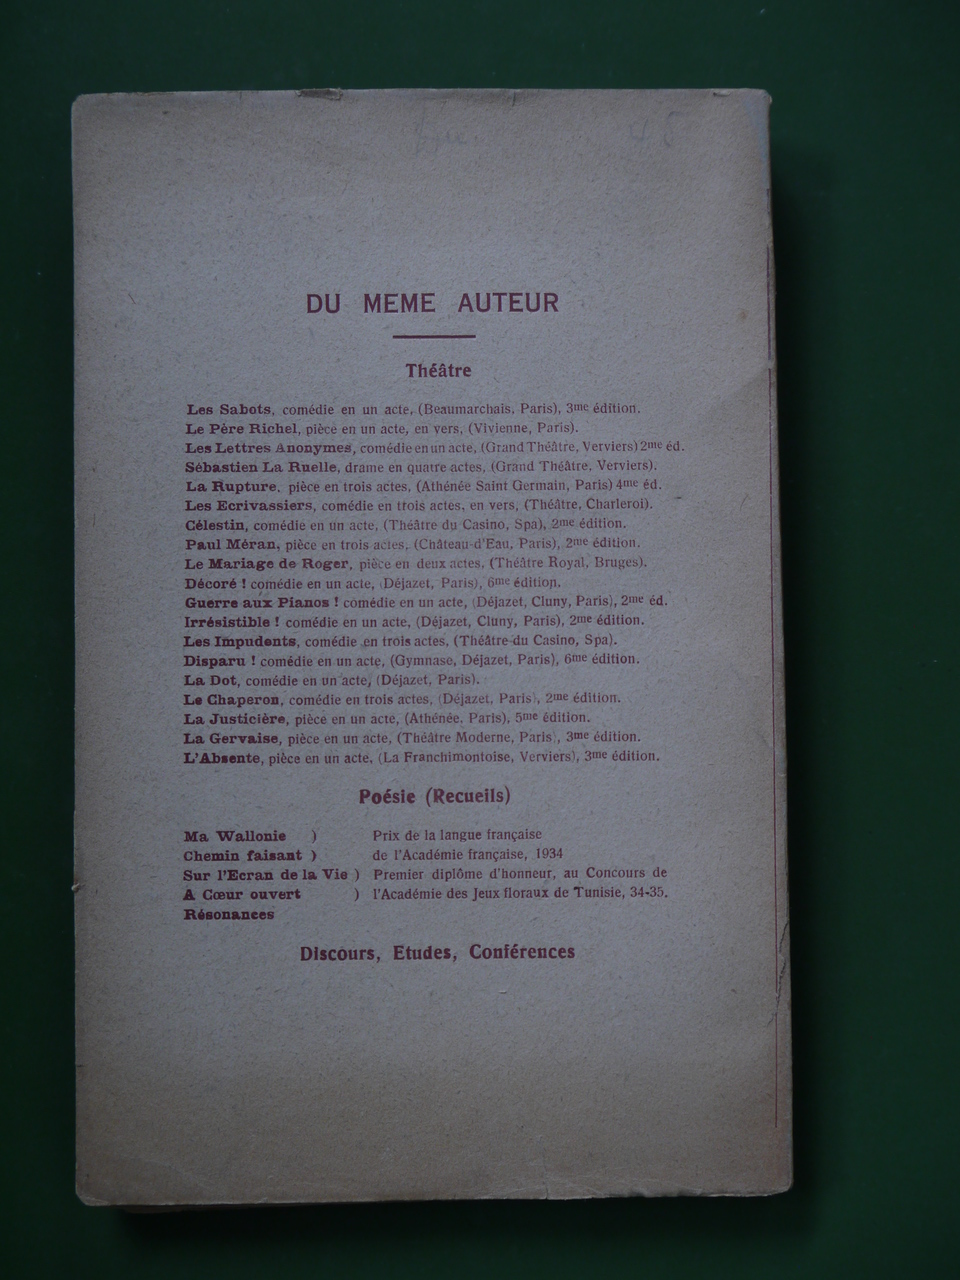 DU MEME AUTEUR
Théâtre
Les Sabots, comédie en un acte, (Beaumarchais, Paris), 3me édition.
Le Père Richel, pièce en un acte, en vers, (Vivienne, Paris).
Les Lettres Anonymes, comédie en un acte, (Grand Théâtre, Verviers) 2me éd.
Sébastien La Ruelle, drame en quatre actes, (Grand Théâtre, Verviers).
La Rupture, pièce en trois actes, (Athénée Saint Germain, Paris) 4me éd.
Les Ecrivassiers, comédie en trois actes, en vers, (Théâtre, Charleroi).
Célestin, comédie en un acte, (Théâtre du Casino, Spa), 2me édition.
Paul Méran, pièce en trois actes, (Château-d'Eau, Paris), 2me édition.
Le Mariage de Roger, pièce en deux actes, (Théâtre Royal, Bruges).
Décoré ! comédie en un acte, (Déjazet, Paris), 6me édition.
Guerre aux Pianos ! comédie en un acte, (Déjazet, Cluny, Paris), 2me éd.
Irrésistible ! comédie en un acte, (Déjazet, Cluny, Paris), 2me édition.
Les Impudents, comédie en trois actes, (Théâtre du Casino, Spa).
Disparu ! comédie en un acte, (Gymnase, Déjazet, Paris), 6me édition.
La Dot, comédie en un acte, (Déjazet, Paris).
Le Chaperon, comédie en trois actes, (Déjazet, Paris), 2me édition.
La Justicière, pièce en un acte, (Athénée, Paris), 5me édition.
La Gervaise, pièce en un acte, (Théâtre Moderne, Paris), 3me édition.
L'Absente, pièce en un acte, (La Franchimontoise, Verviers), 3me édition.
Poésie (Recueils)
Ma Wallonie ) Prix de la langue française
Chemin faisant ) de l'Académie française, 1934
Sur l'Ecran de la Vie ) Premier diplôme d'honneur, au Concours de
A Cœur ouvert ) l'Académie des Jeux floraux de Tunisie, 34-35.
Résonances
Discours, Etudes, Conférences